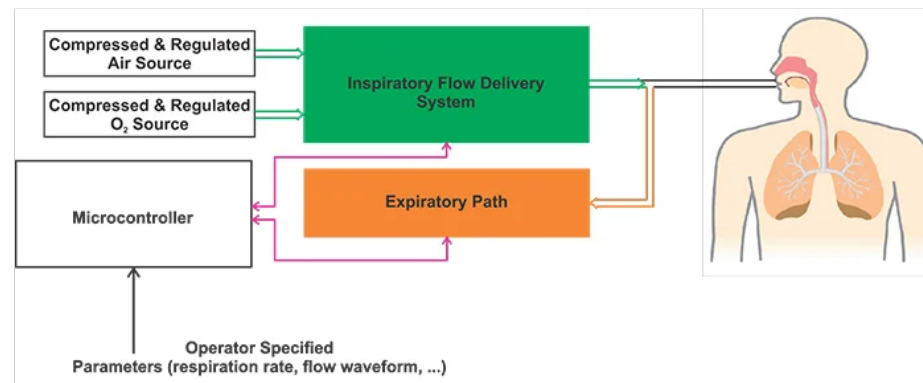 Compressed & Regulated
Air Source
Compressed & Regulated
O₂ Source
Inspiratory Flow Delivery
System
Microcontroller
Expiratory Path
Operator Specified
Parameters (respiration rate, flow waveform, ...)